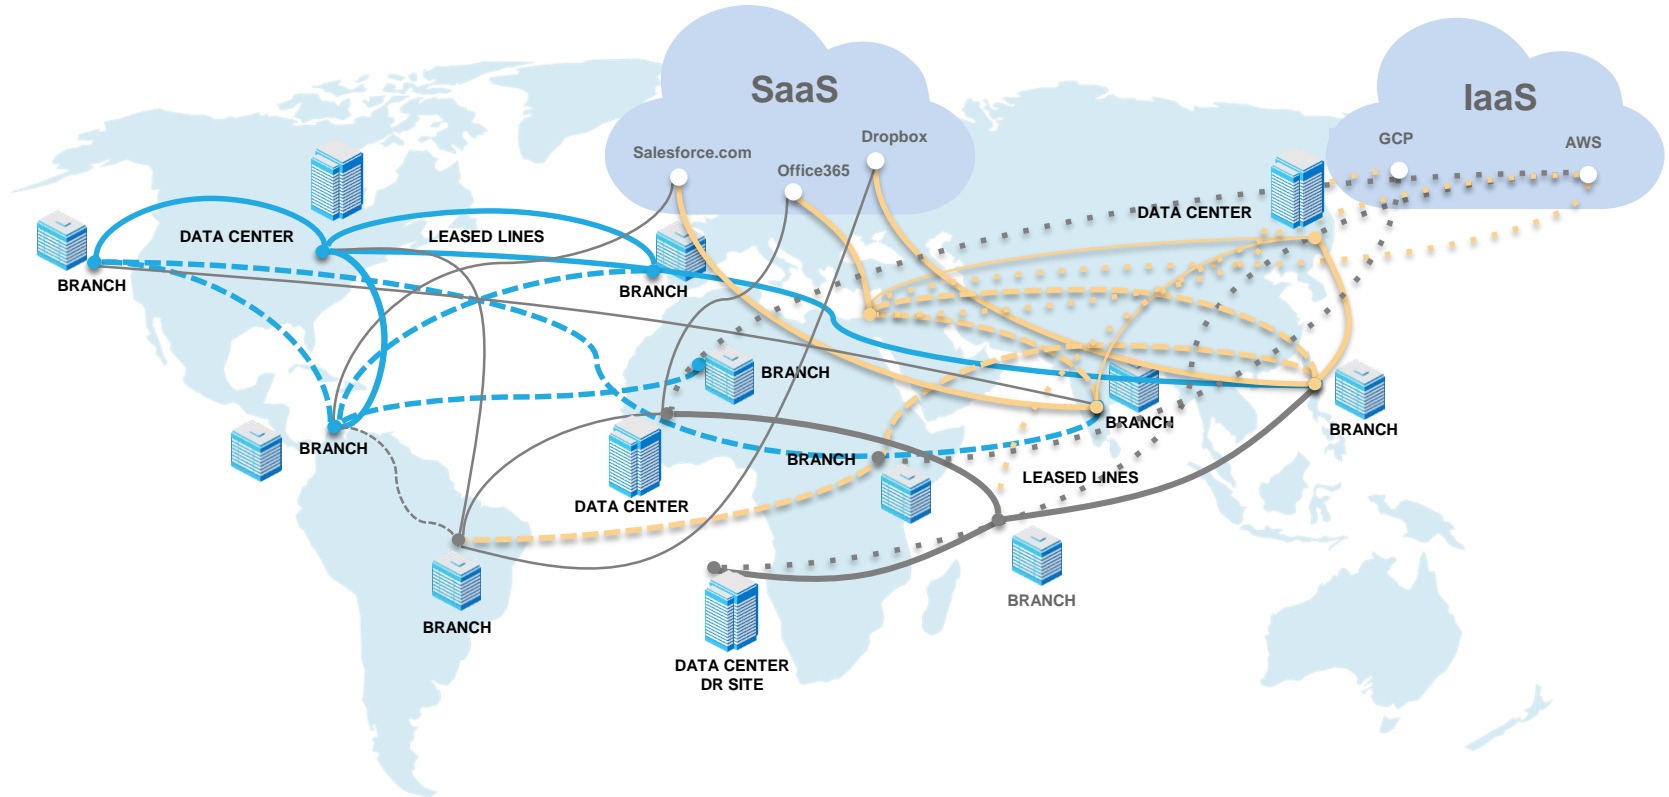 SaaS
IaaS
Dropbox
GCP
AWS
Salesforce.com
Office365
DATA CENTER
DATA CENTER
LEASED LINES
BRANCH
BRANCH
BRANCH
BRANCH
BRANCH
BRANCH
BRANCH
LEASED LINES
DATA CENTER
BRANCH
BRANCH
DATA CENTER
DR SITE